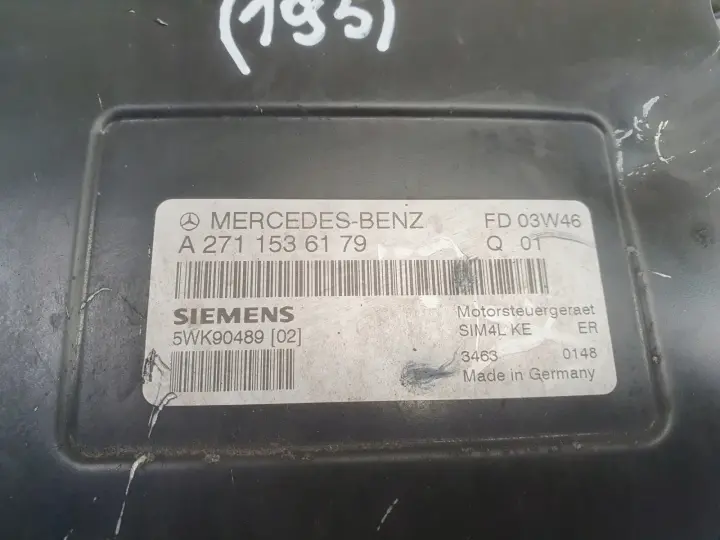 (195)
MERCEDES-BENZ FD 03W46
A 271 153 61 79 Q 01
SIEMENS Motorsteuergeraet
5WK90489 [02] SIM4L KE ER
3463 0148
Made in Germany